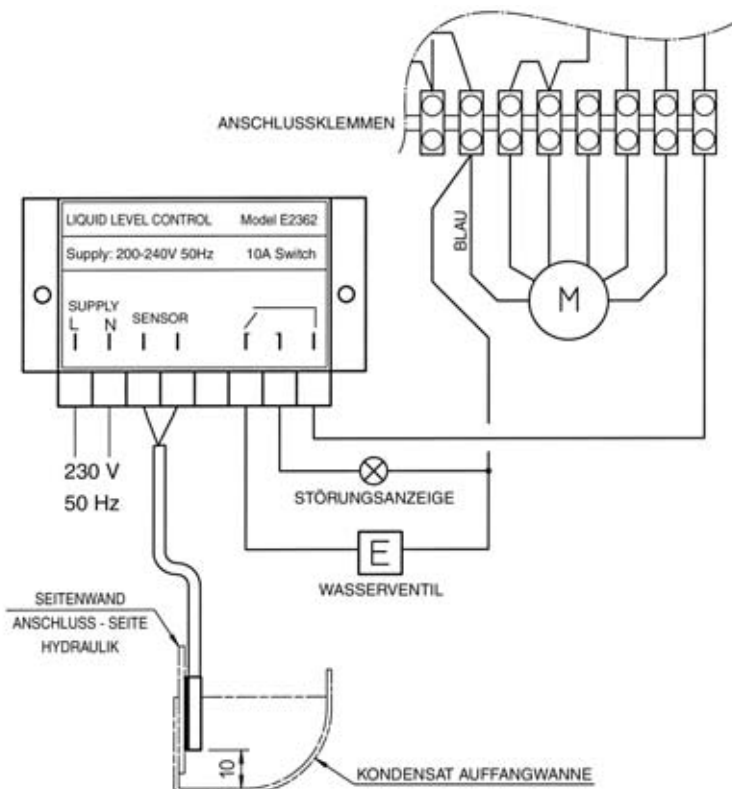 ANSCHLUSSKLEMMEN
BLAU
M
LIQUID LEVEL CONTROL Model E2362
Supply: 200-240V 50Hz 10A Switch
SUPPLY
L N SENSOR
230 V
50 Hz
STÖRUNGSANZEIGE
E
WASSERVENTIL
SEITENWAND
ANSCHLUSS - SEITE
HYDRAULIK
10
KONDENSAT AUFFANGWANNE